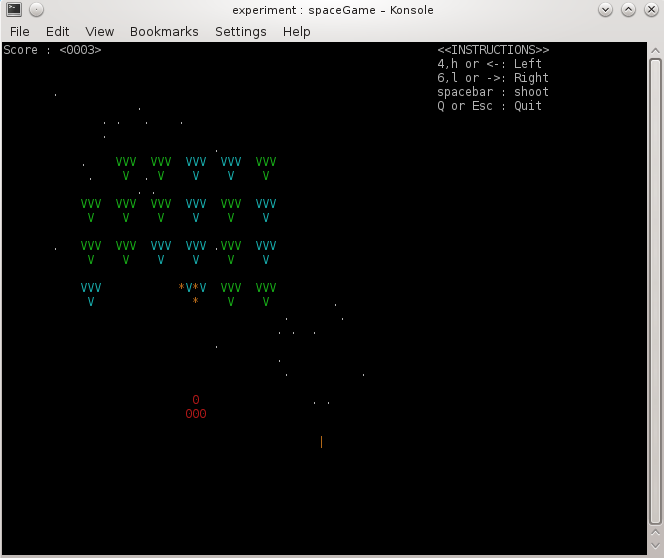 experiment : spaceGame – Konsole
File Edit View Bookmarks Settings Help
Score : <0003>
<<INSTRUCTIONS>>
4,h or <-: Left
6,l or ->: Right
spacebar : shoot
Q or Esc : Quit
VVV VVV VVV VVV VVV
V V V V V
VVV VVV VVV VVV VVV VVV
V V V V V V
VVV VVV VVV VVV VVV VVV
V V V V V V
VVV *V*V VVV VVV
V * V V
O
OOO
|